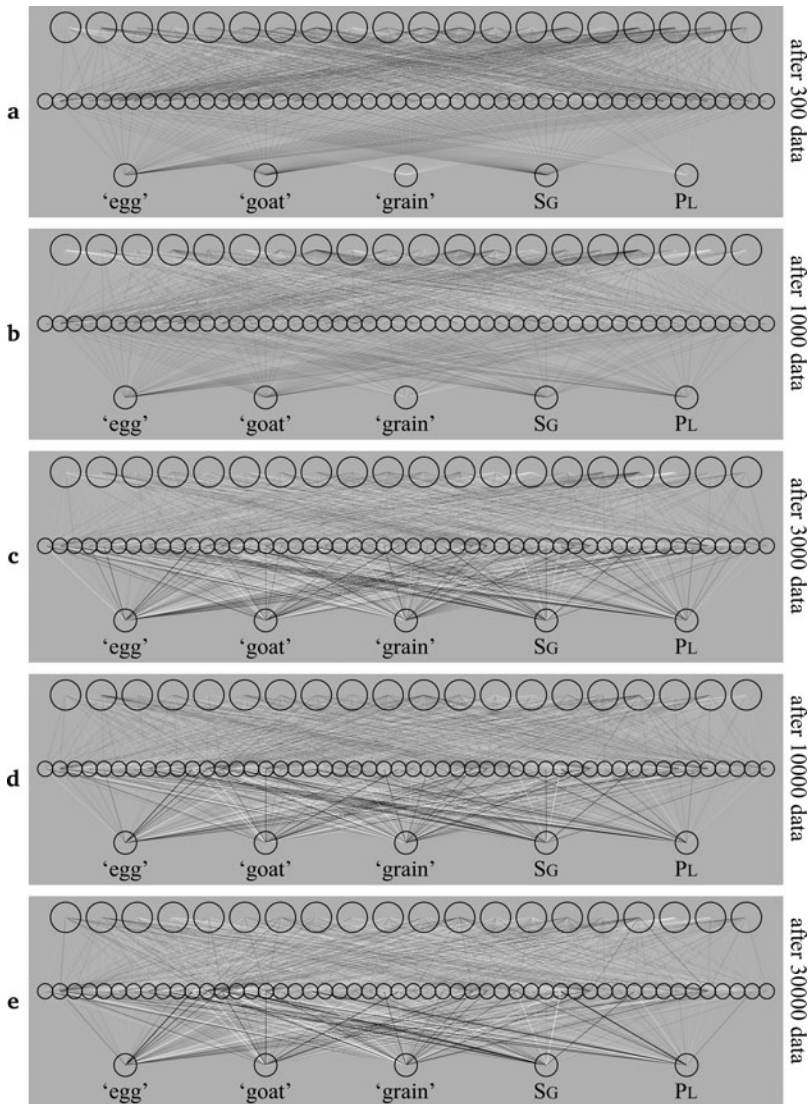 a
after 300 data
‘egg’ ‘goat’ ‘grain’ SG PL
b
after 1000 data
‘egg’ ‘goat’ ‘grain’ SG PL
c
after 3000 data
‘egg’ ‘goat’ ‘grain’ SG PL
d
after 10000 data
‘egg’ ‘goat’ ‘grain’ SG PL
e
after 30000 data
‘egg’ ‘goat’ ‘grain’ SG PL